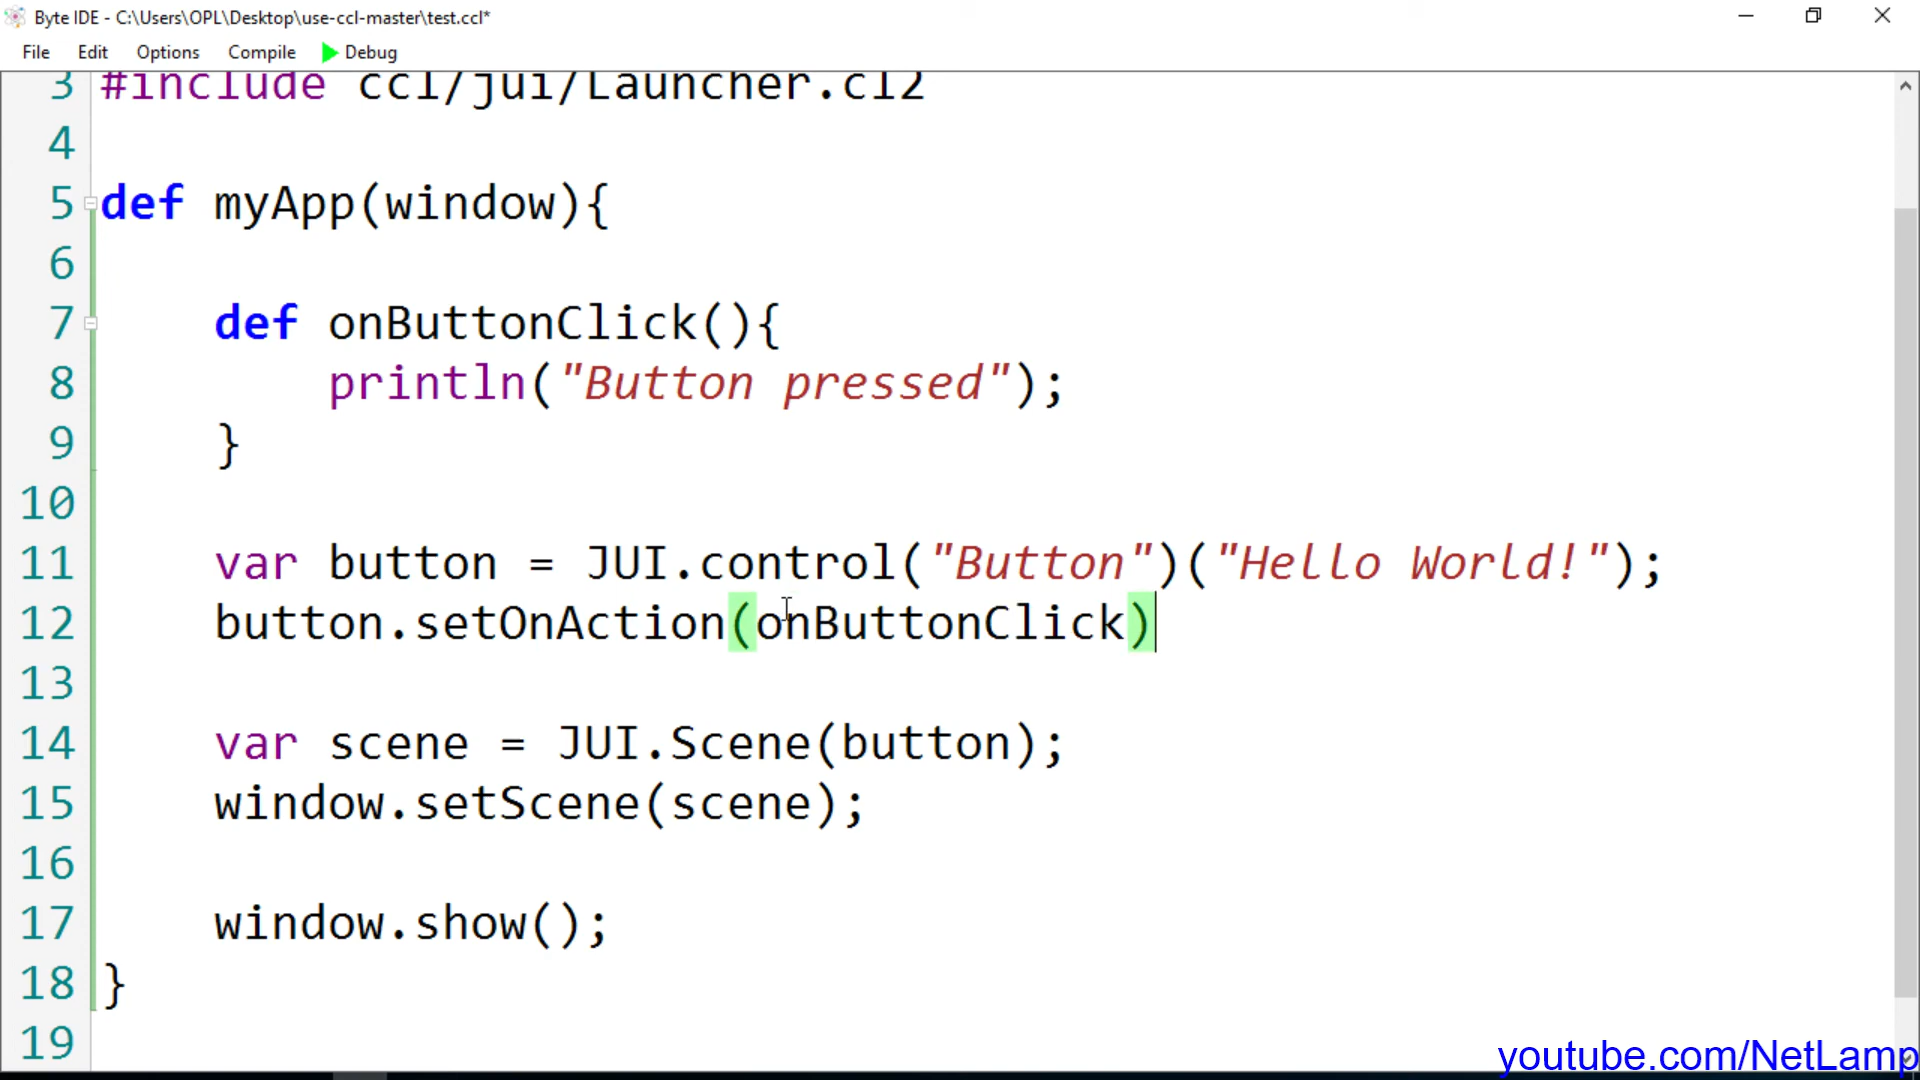 Byte IDE - C:\Users\OPL\Desktop\use-ccl-master\test.ccl*
File Edit Options Compile Debug
3 #include ccl/jui/Launcher.cl2
4
5 def myApp(window){
6
7 def onButtonClick(){
8 println("Button pressed");
9 }
10
11 var button = JUI.control("Button")("Hello World!");
12 button.setOnAction(onButtonClick)
13
14 var scene = JUI.Scene(button);
15 window.setScene(scene);
16
17 window.show();
18 }
19
youtube.com/NetLamp